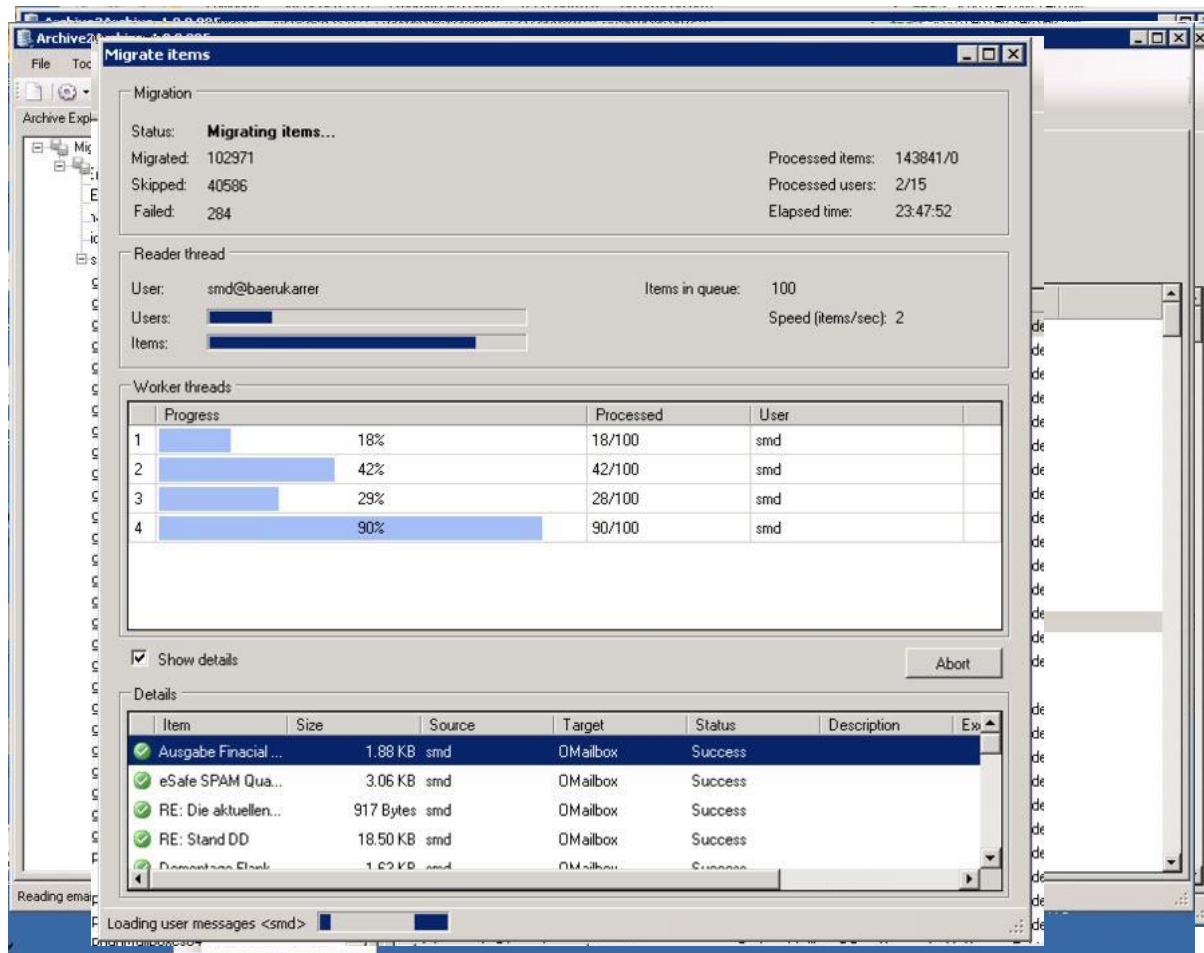 Archive2Archive 1.0.0.
Migrate items
File
Archive
Migration
Status: Migrating items...
Migrated: 102971 Processed items: 143841/0
Skipped: 40586 Processed users: 2/15
Failed: 284 Elapsed time: 23:47:52
Reader thread
User: smd@baerukarrer Items in queue: 100
Users: Speed (items/sec): 2
Items:
Worker threads
Progress Processed User
1 18% 18/100 smd
2 42% 42/100 smd
3 29% 28/100 smd
4 90% 90/100 smd
Show details Abort
Details
Item Size Source Target Status Description
Ausgabe Finacial ... 1.88 KB smd OMailbox Success
eSafe SPAM Qua... 3.06 KB smd OMailbox Success
RE: Die aktuellen... 917 Bytes smd OMailbox Success
RE: Stand DD 18.50 KB smd OMailbox Success
Reading
Loading user messages <smd>